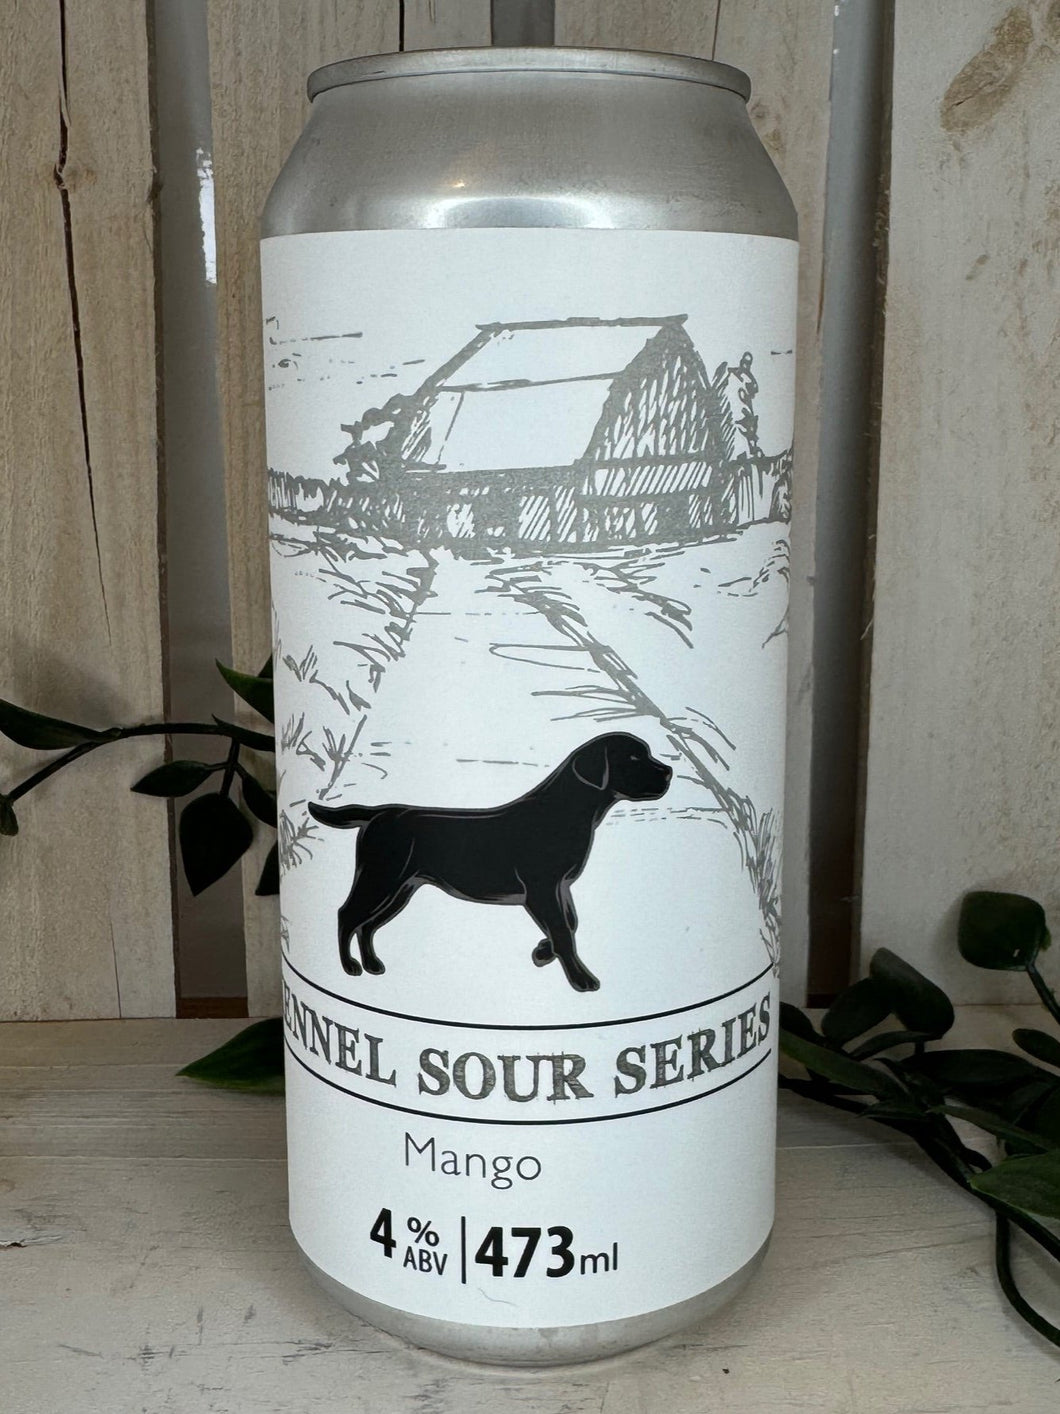 ENNEL SOUR SERIES
Mango
4% ABV | 473ml